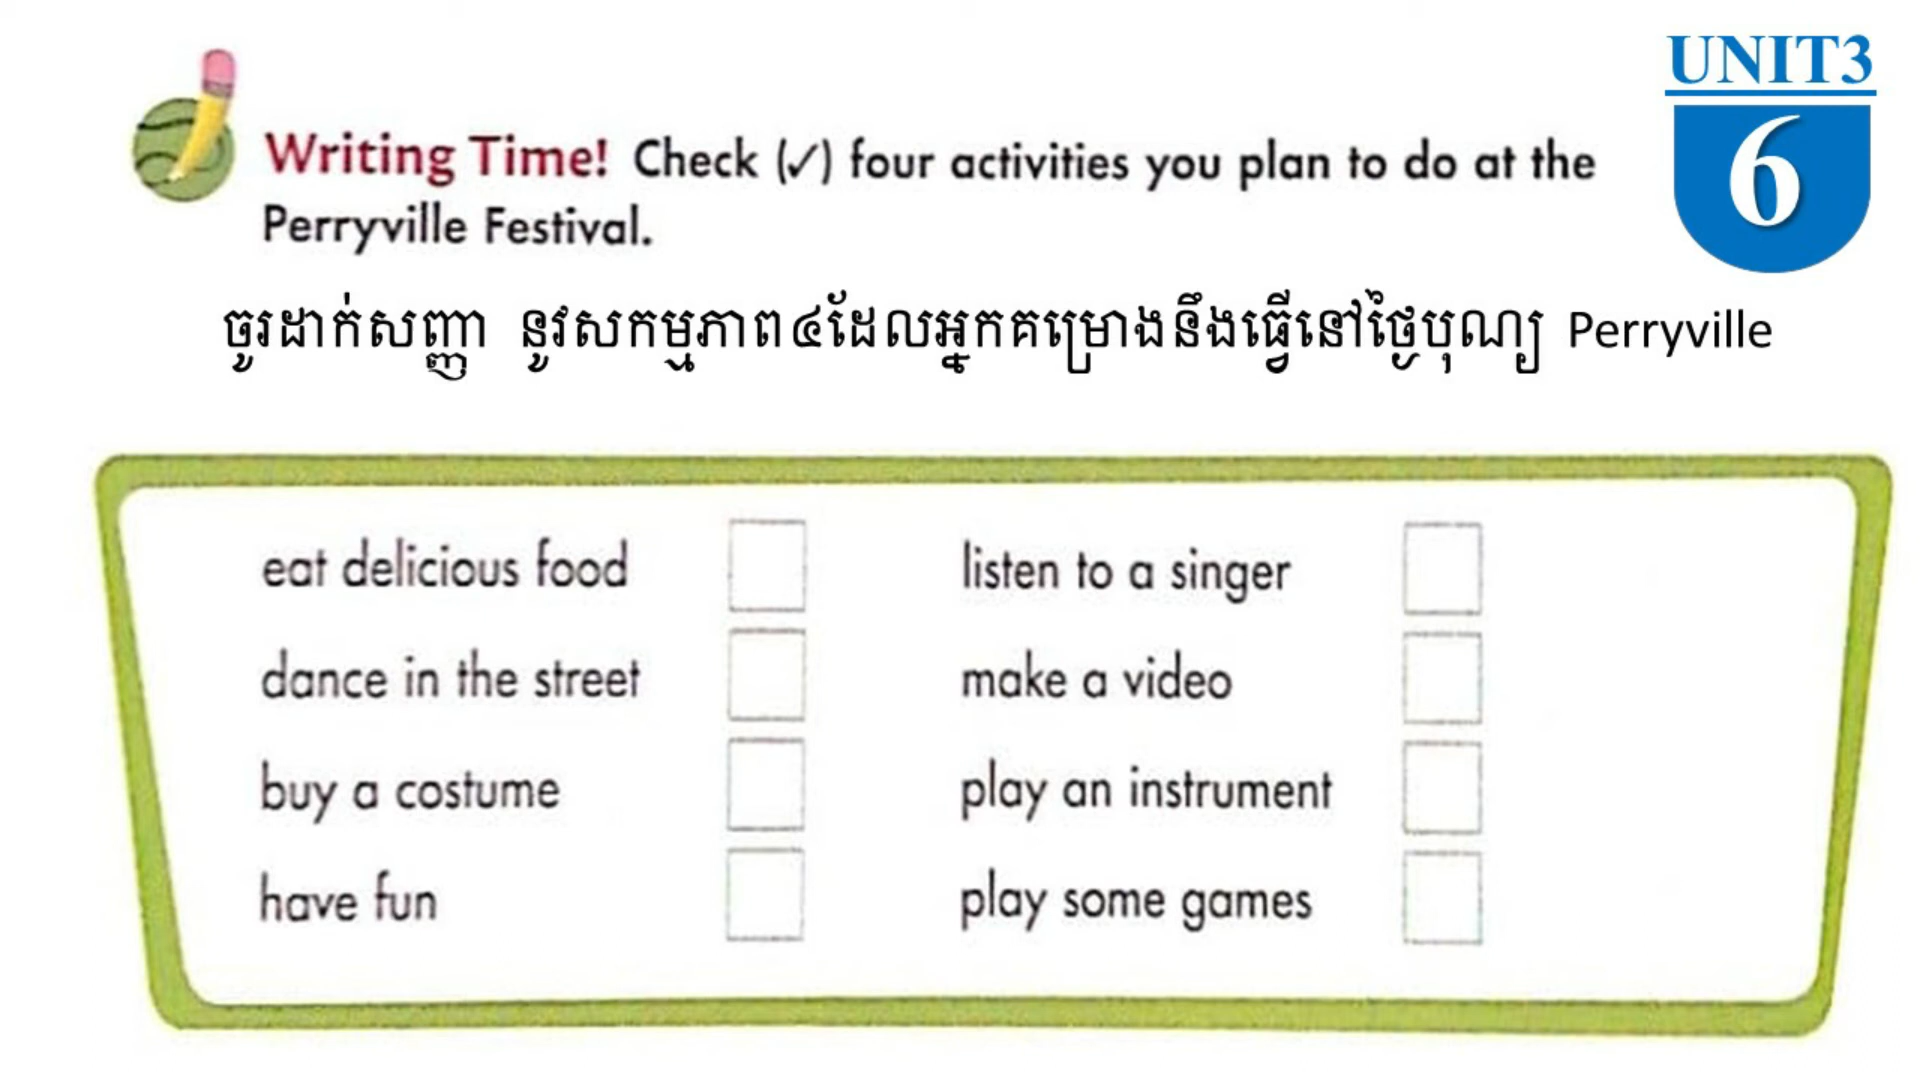 UNIT3
6
Writing Time! Check (✓) four activities you plan to do at the
Perryville Festival.
ចូរដាក់សញ្ញា នូវសកម្មភាព៤ដែលអ្នកគម្រោងនឹងធ្វើនៅថ្ងៃបុណ្យ Perryville
eat delicious food
dance in the street
buy a costume
have fun
listen to a singer
make a video
play an instrument
play some games